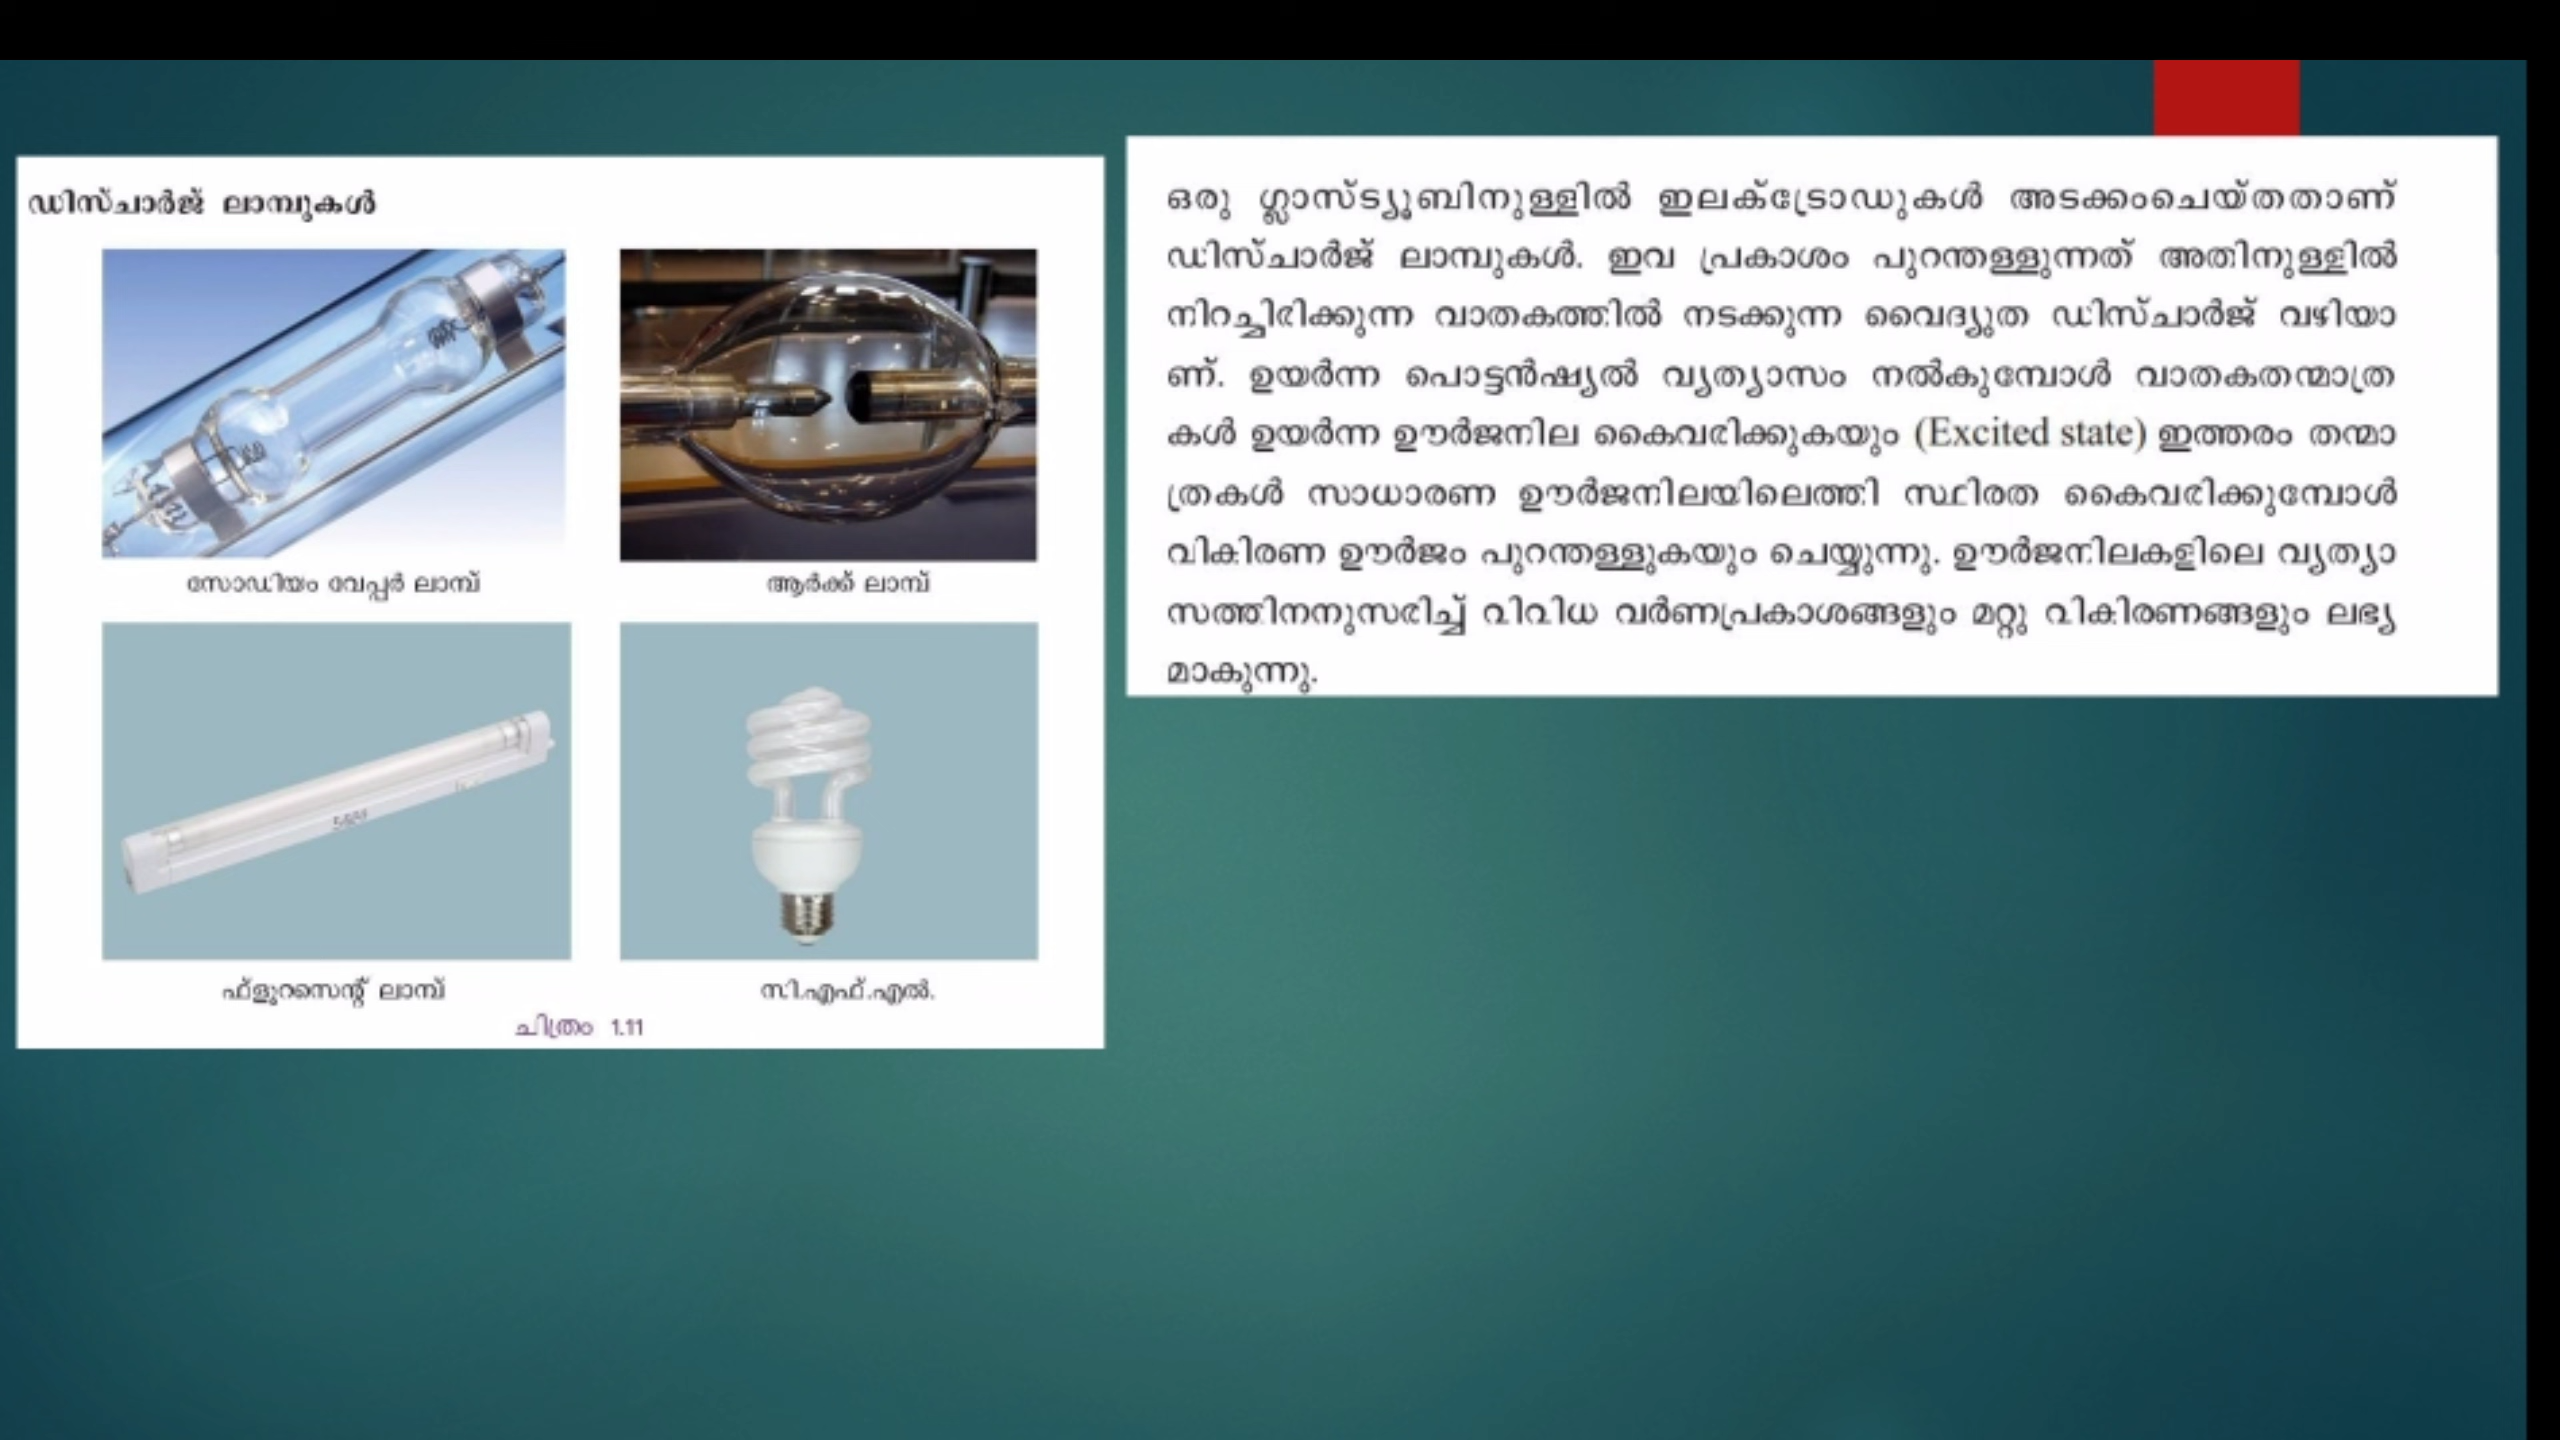 ഡിസ്ചാർജ് ലാമ്പുകൾ
സോഡിയം വേപ്പർ ലാമ്പ്
ആർക്ക് ലാമ്പ്
ഫ്ളൂറസെന്റ് ലാമ്പ്
സി.എഫ്.എൽ.
ചിത്രം 1.11
ഒരു ഗ്ലാസ്ട്യൂബിനുള്ളിൽ ഇലക്ട്രോഡുകൾ അടക്കംചെയ്തതാണ്
ഡിസ്ചാർജ് ലാമ്പുകൾ. ഇവ പ്രകാശം പുറന്തള്ളുന്നത് അതിനുള്ളിൽ
നിറച്ചിരിക്കുന്ന വാതകത്തിൽ നടക്കുന്ന വൈദ്യുത ഡിസ്ചാർജ് വഴിയാ
ണ്. ഉയർന്ന പൊട്ടൻഷ്യൽ വ്യത്യാസം നൽകുമ്പോൾ വാതകതന്മാത്ര
കൾ ഉയർന്ന ഊർജനില കൈവരിക്കുകയും (Excited state) ഇത്തരം തന്മാ
ത്രകൾ സാധാരണ ഊർജനിലയിലെത്തി സ്ഥിരത കൈവരിക്കുമ്പോൾ
വികിരണ ഊർജം പുറന്തള്ളുകയും ചെയ്യുന്നു. ഊർജനിലകളിലെ വ്യത്യാ
സത്തിനനുസരിച്ച് വിവിധ വർണപ്രകാശങ്ങളും മറ്റു വികിരണങ്ങളും ലഭ്യ
മാകുന്നു.